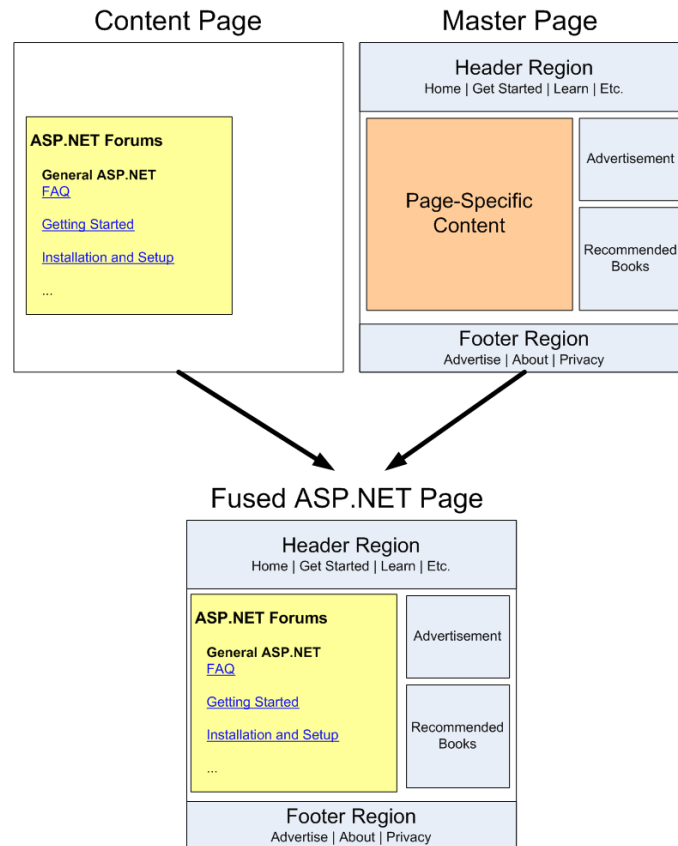 Content Page
ASP.NET Forums
General ASP.NET
FAQ
Getting Started
Installation and Setup
...
Master Page
Header Region
Home | Get Started | Learn | Etc.
Page-Specific
Content
Advertisement
Recommended
Books
Footer Region
Advertise | About | Privacy
Fused ASP.NET Page
Header Region
Home | Get Started | Learn | Etc.
ASP.NET Forums
General ASP.NET
FAQ
Getting Started
Installation and Setup
...
Advertisement
Recommended
Books
Footer Region
Advertise | About | Privacy